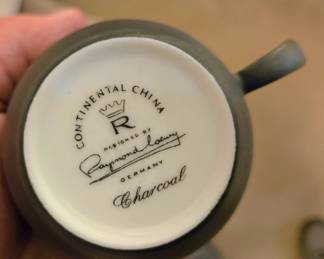 CONTINENTAL CHINA
R
DESIGNED BY
Raymond Loewy
GERMANY
Charcoal